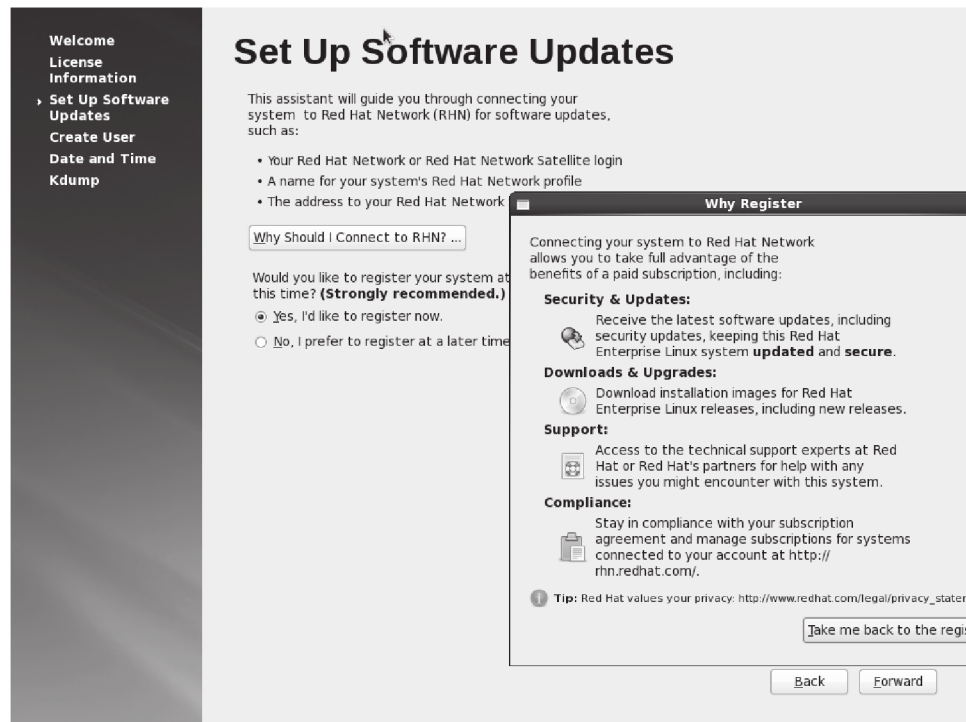 Welcome
License
Information
Set Up Software
Updates
Create User
Date and Time
Kdump
Set Up Software Updates
This assistant will guide you through connecting your
system to Red Hat Network (RHN) for software updates,
such as:
• Your Red Hat Network or Red Hat Network Satellite login
• A name for your system's Red Hat Network profile
• The address to your Red Hat Network
Why Should I Connect to RHN? ...
Would you like to register your system at
this time? (Strongly recommended.)
Yes, I'd like to register now.
No, I prefer to register at a later time
Why Register
Connecting your system to Red Hat Network
allows you to take full advantage of the
benefits of a paid subscription, including:
Security & Updates:
Receive the latest software updates, including
security updates, keeping this Red Hat
Enterprise Linux system updated and secure.
Downloads & Upgrades:
Download installation images for Red Hat
Enterprise Linux releases, including new releases.
Support:
Access to the technical support experts at Red
Hat or Red Hat's partners for help with any
issues you might encounter with this system.
Compliance:
Stay in compliance with your subscription
agreement and manage subscriptions for systems
connected to your account at http://
rhn.redhat.com/.
Tip: Red Hat values your privacy: http://www.redhat.com/legal/privacy_stater
Take me back to the regis
Back
Forward